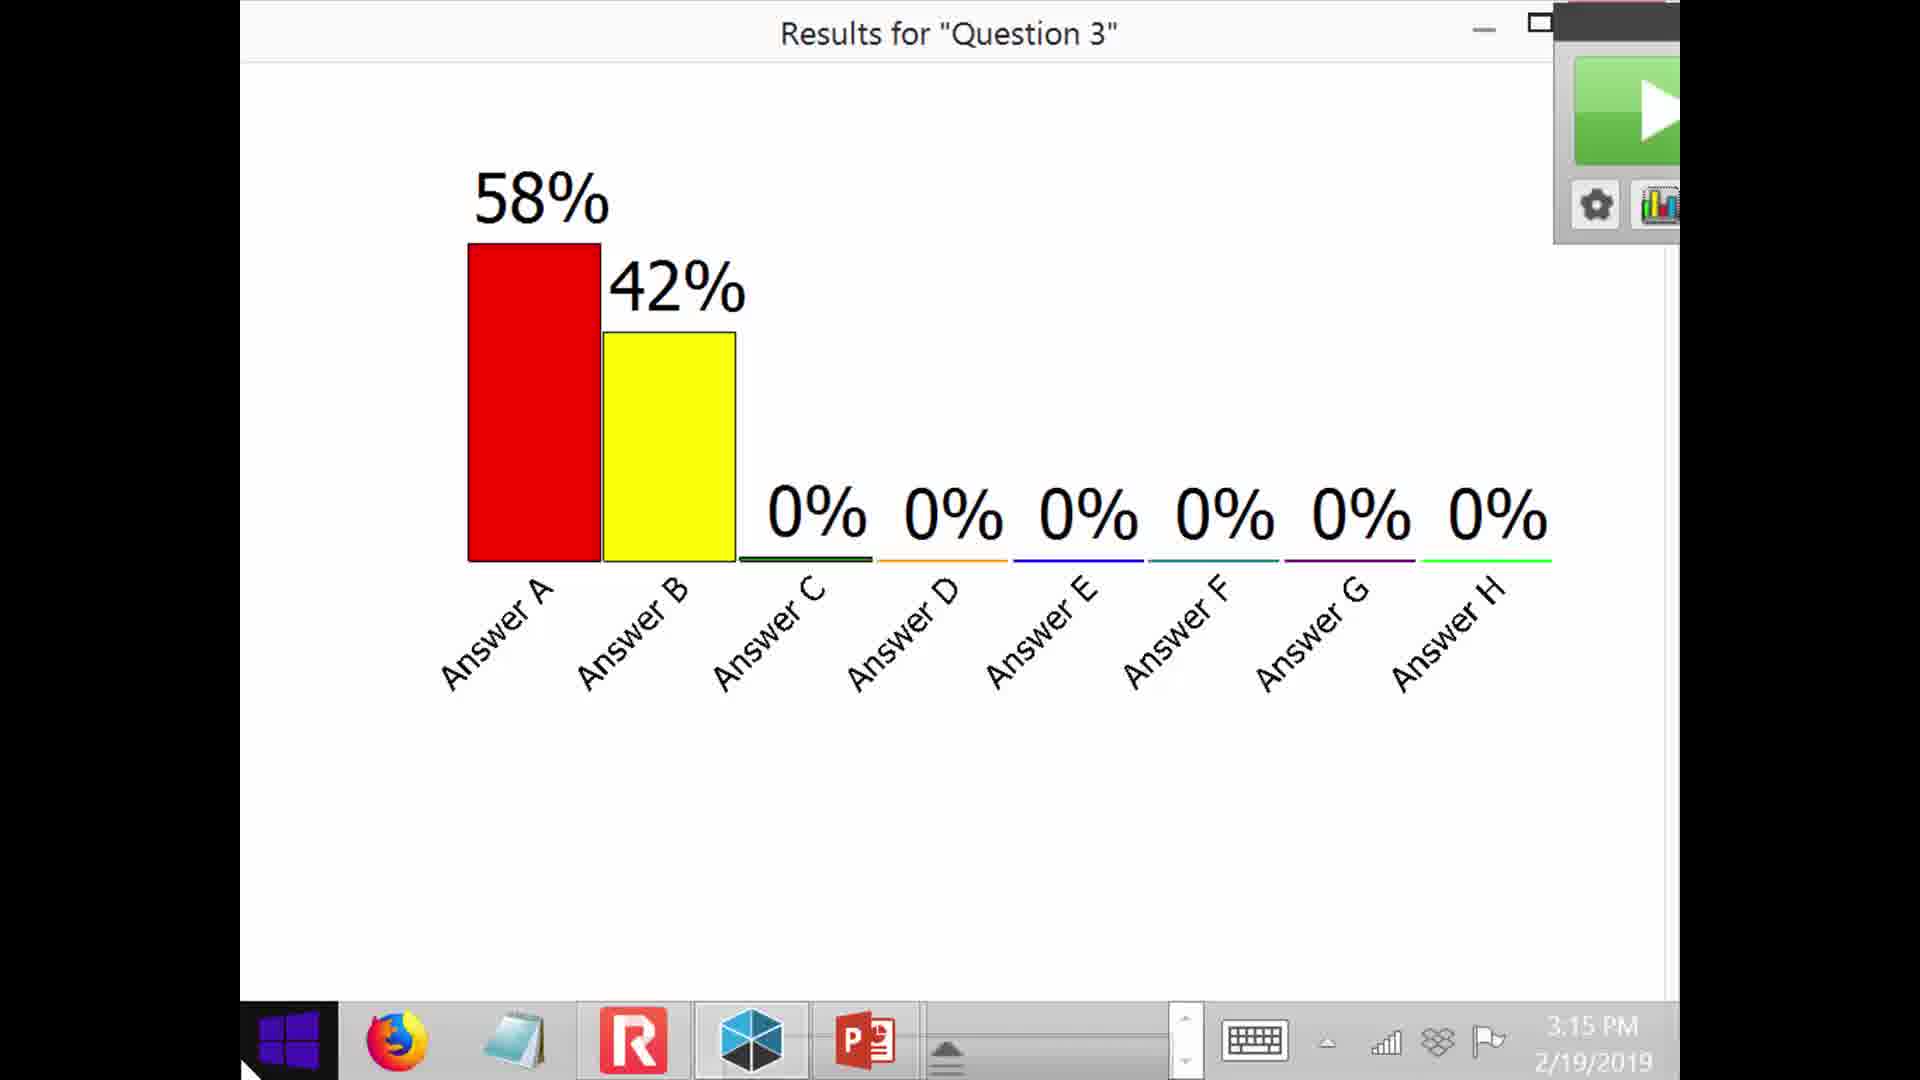 Results for "Question 3"
58%
42%
0%
0%
0%
0%
0%
0%
Answer A
Answer B
Answer C
Answer D
Answer E
Answer F
Answer G
Answer H
R
P
3:15 PM
2/19/2019